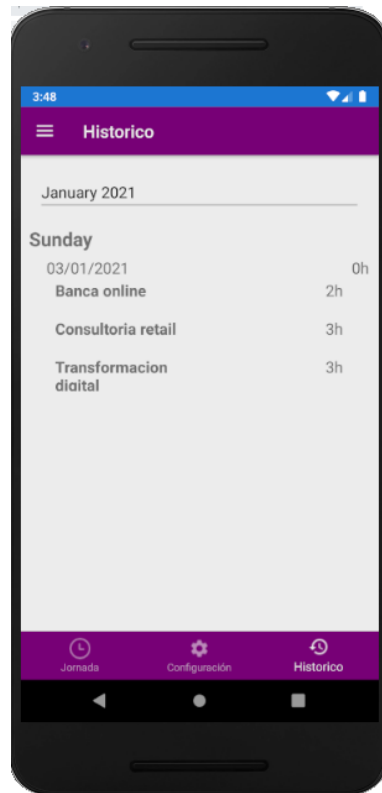 3:48
Historico
January 2021
Sunday
03/01/2021 0h
Banca online 2h
Consultoria retail 3h
Transformacion 3h
digital
Jornada Configuración Historico